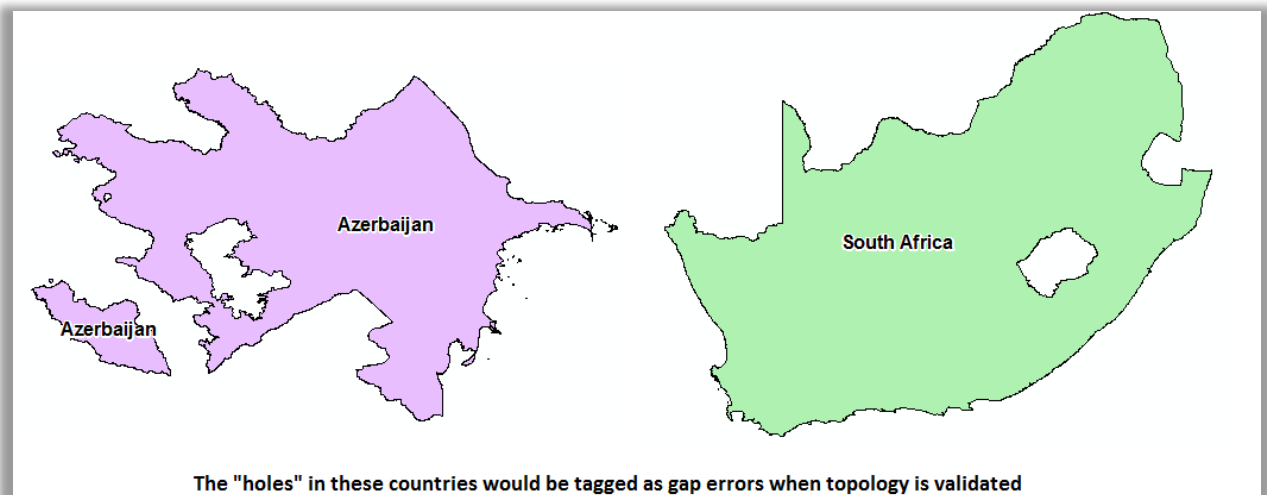 Azerbaijan
South Africa
Azerbaijan
The "holes" in these countries would be tagged as gap errors when topology is validated